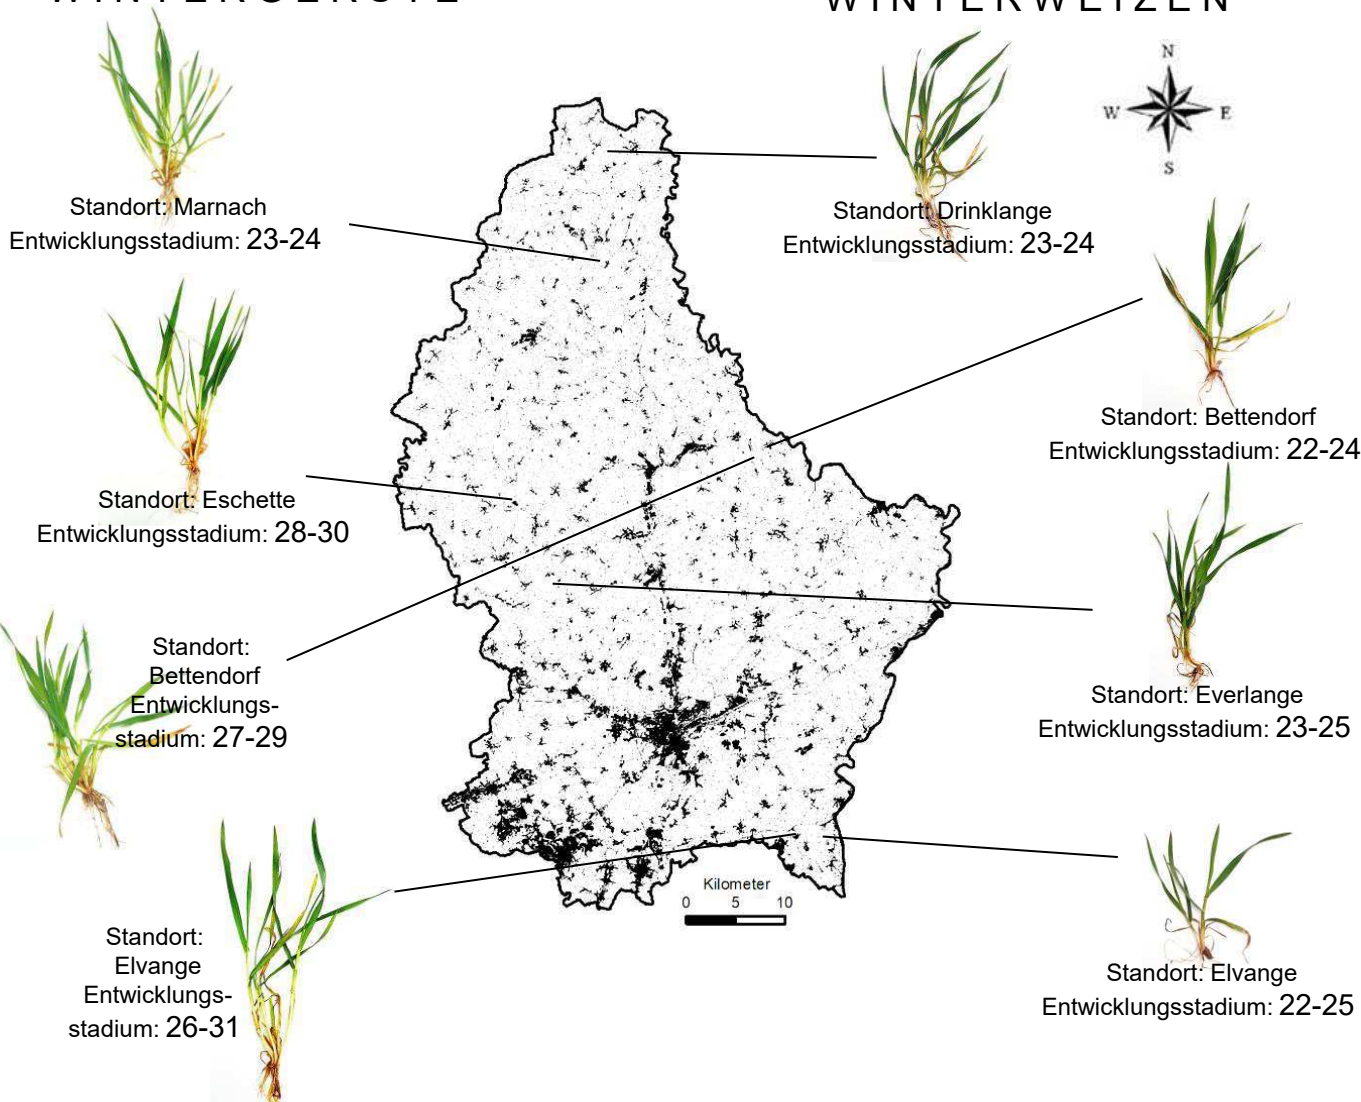 WINTERGERSTE
WINTERWEIZEN
N
W E
S
Standort: Marnach
Entwicklungsstadium: 23-24
Standort: Drinklange
Entwicklungsstadium: 23-24
Standort: Eschette
Entwicklungsstadium: 28-30
Standort: Bettendorf
Entwicklungsstadium: 22-24
Standort:
Bettendorf
Entwicklungs-
stadium: 27-29
Standort: Everlange
Entwicklungsstadium: 23-25
Standort:
Elvange
Entwicklungs-
stadium: 26-31
Kilometer
0 5 10
Standort: Elvange
Entwicklungsstadium: 22-25